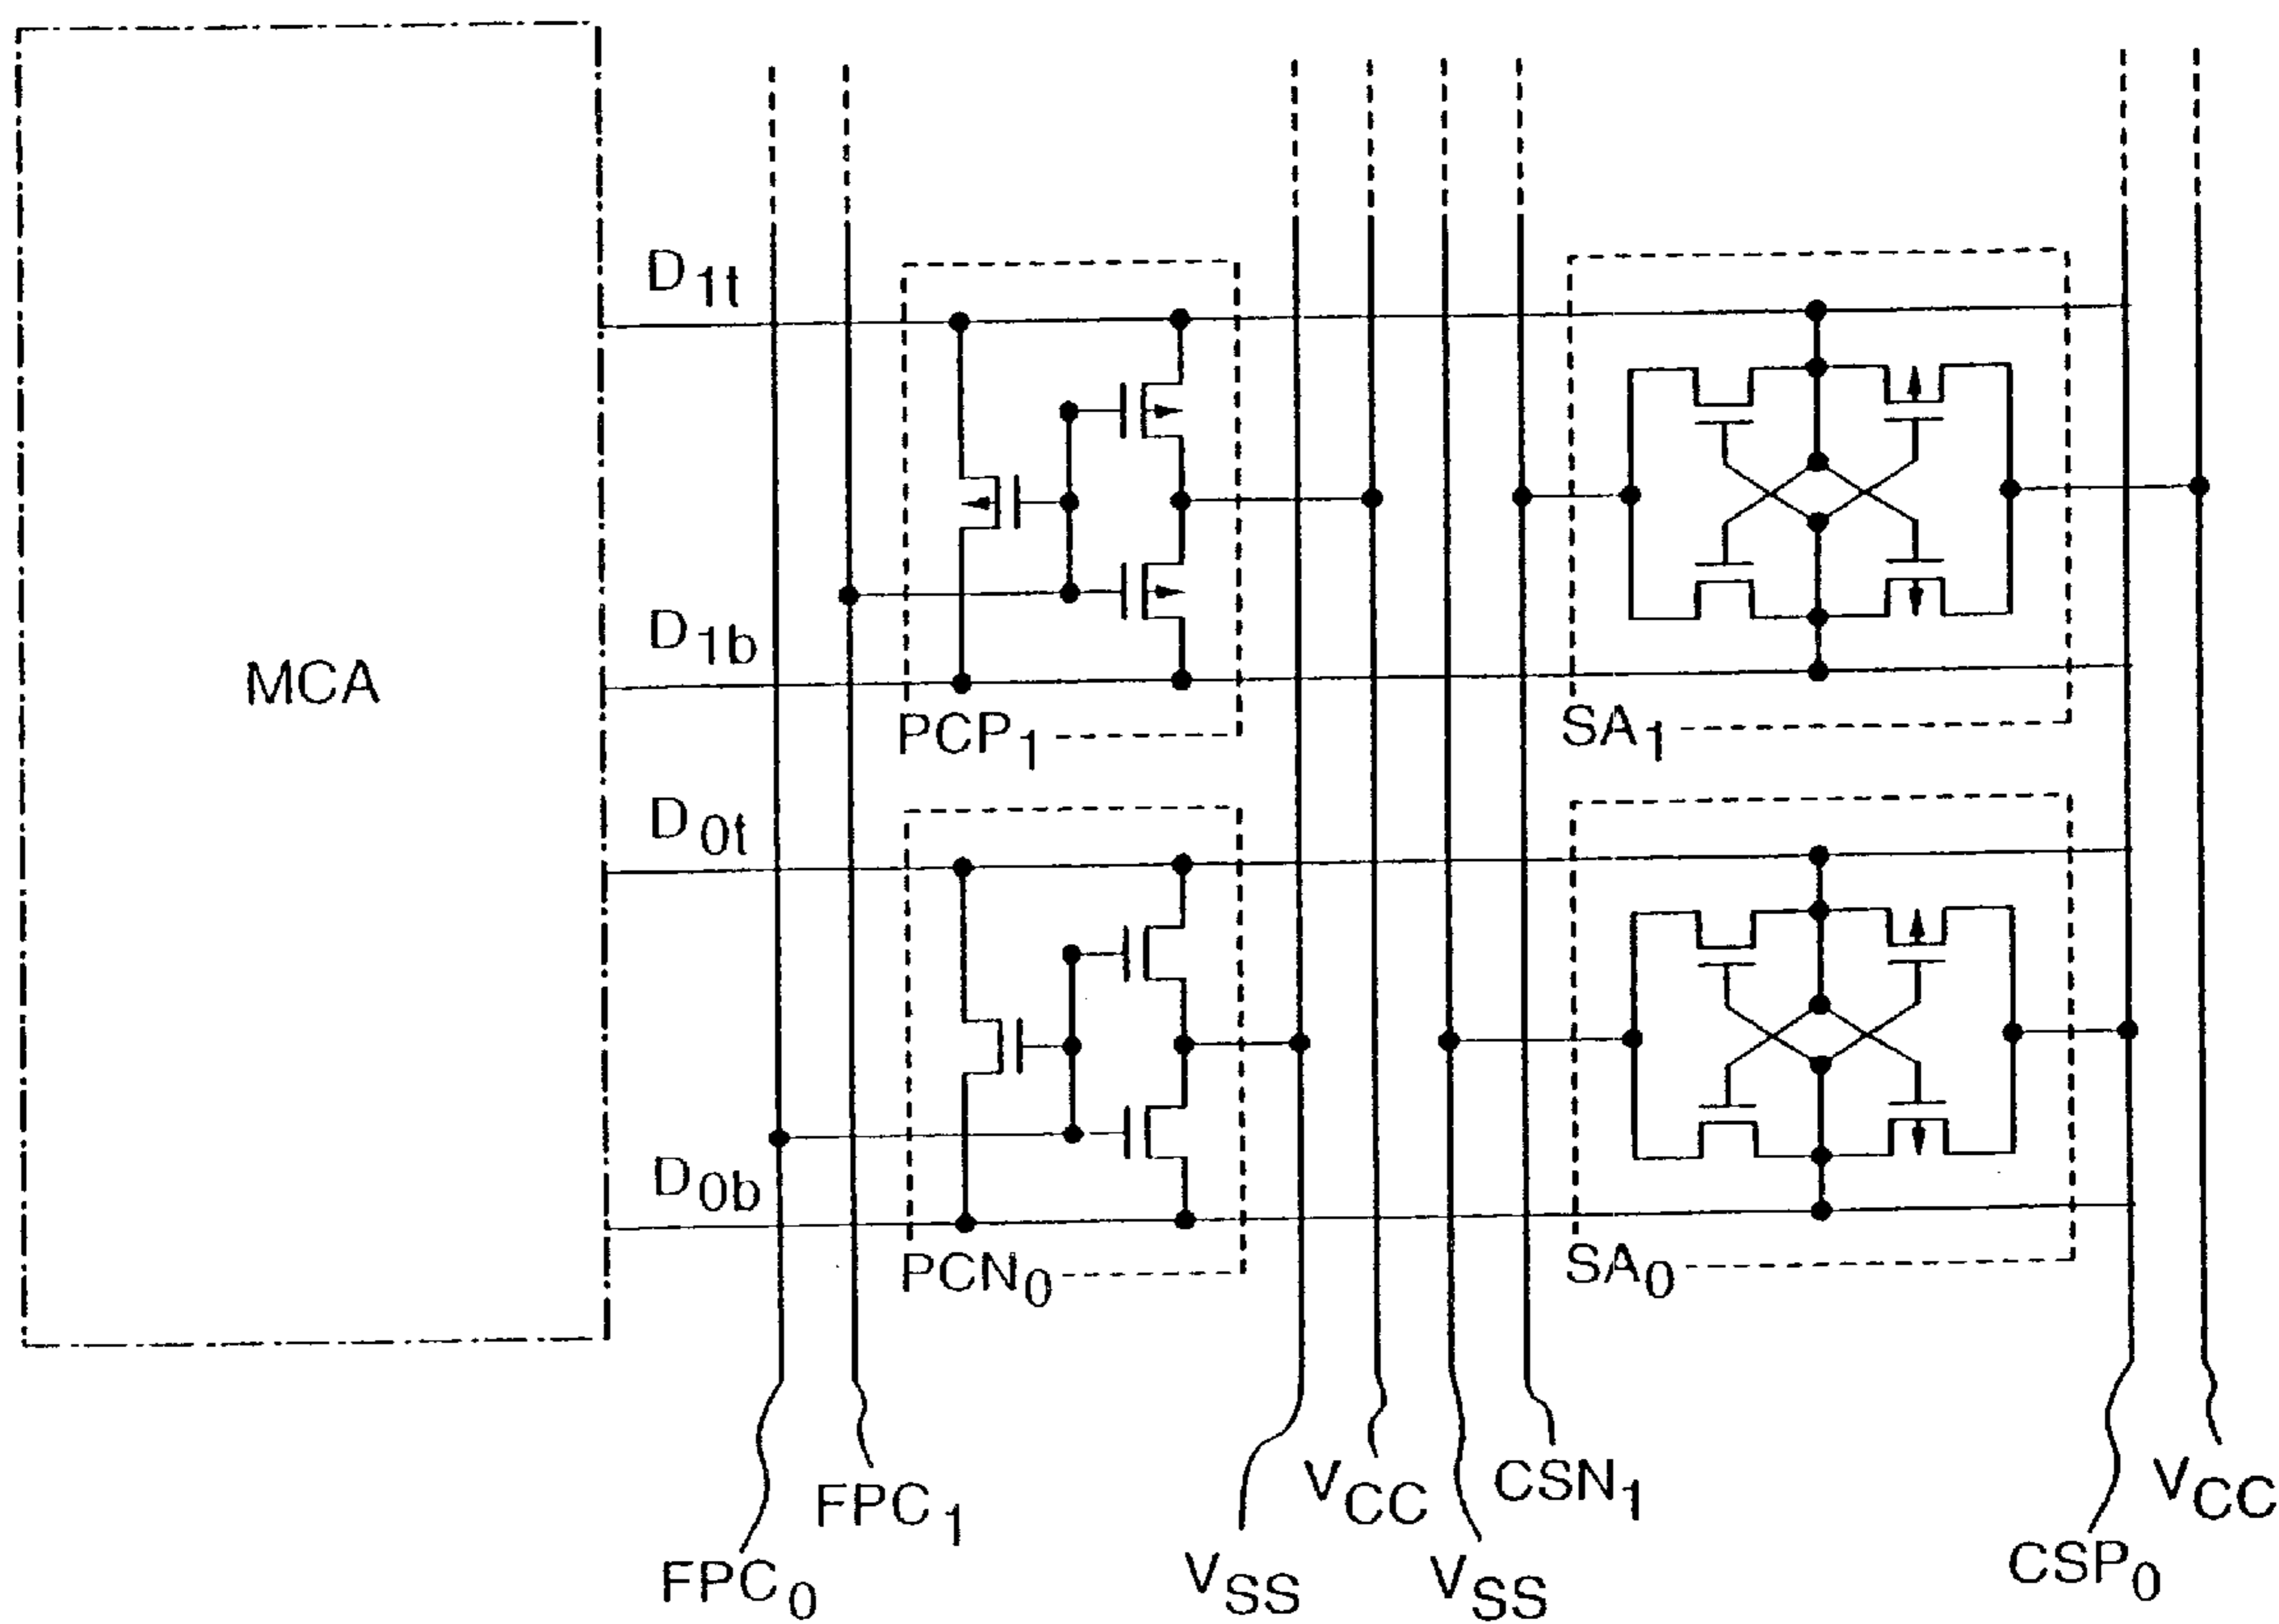 D1t
D1b
MCA
PCP1
SA1
D0t
D0b
PCN0
SA0
FPC1
VCC
CSN1
VCC
FPC0
VSS
VSS
CSP0